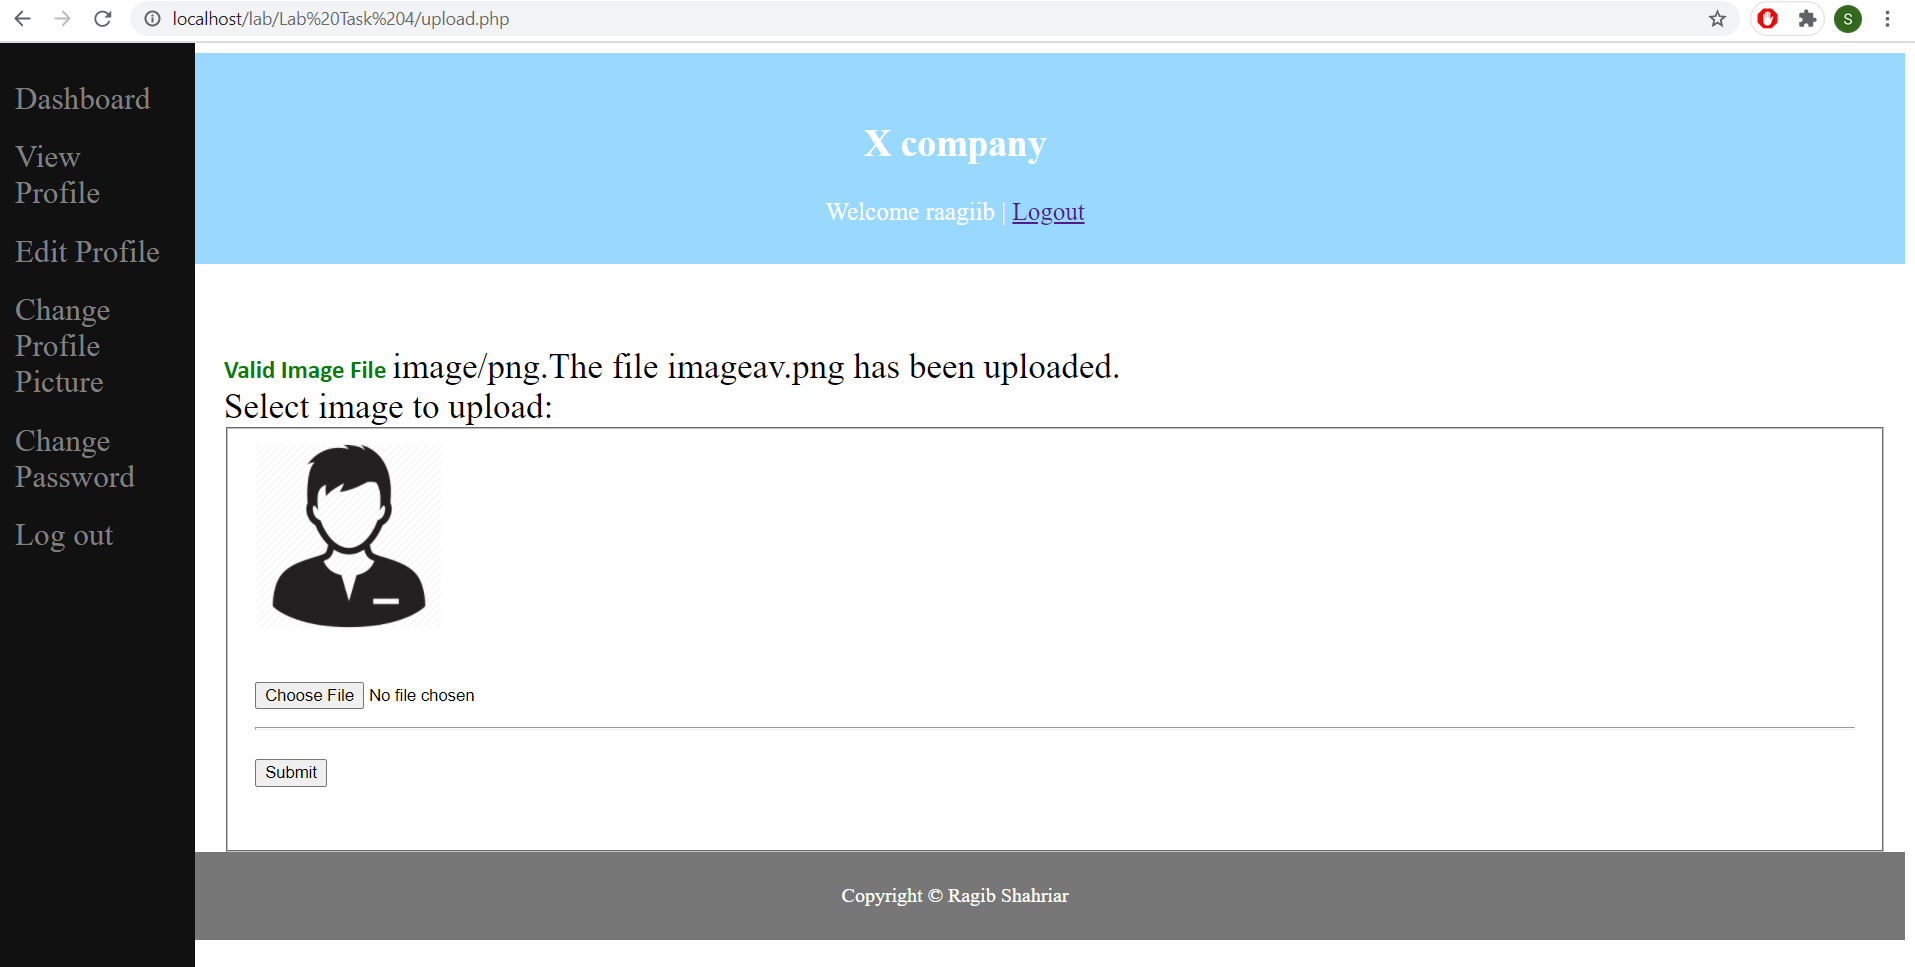 localhost/lab/Lab%20Task%204/upload.php
S
Dashboard
View
Profile
Edit Profile
Change
Profile
Picture
Change
Password
Log out
X company
Welcome raagiib | Logout
Valid Image File image/png.The file imageav.png has been uploaded.
Select image to upload:
Choose File No file chosen
Submit
Copyright © Ragib Shahriar